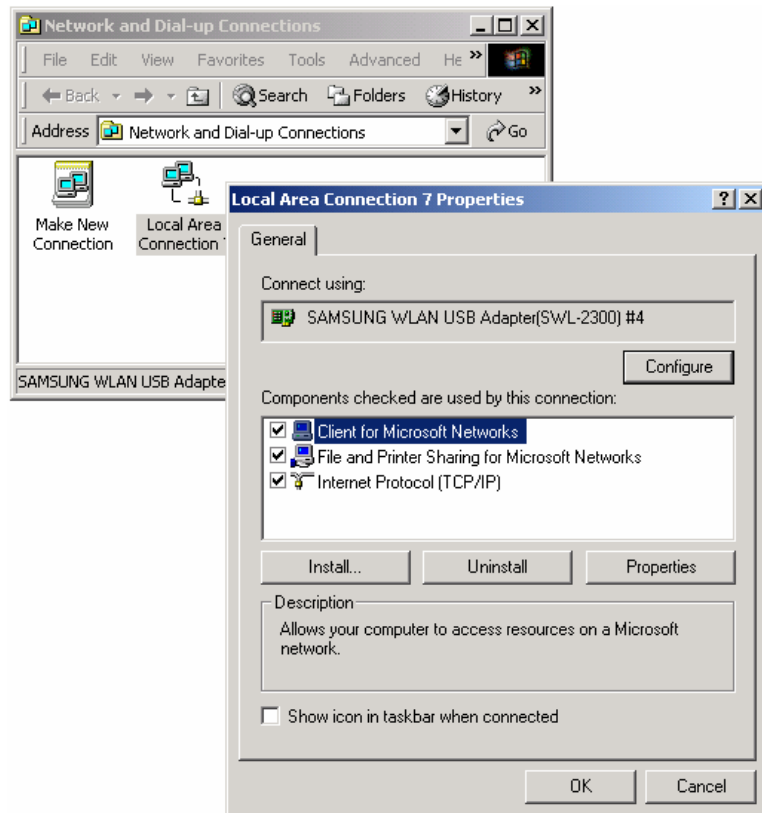 Network and Dial-up Connections
File Edit View Favorites Tools Advanced He »
Back Search Folders History »
Address Network and Dial-up Connections Go
Make New
Connection
Local Area
Connection 7
SAMSUNG WLAN USB Adapte
Local Area Connection 7 Properties
General
Connect using:
SAMSUNG WLAN USB Adapter(SWL-2300) #4
Configure
Components checked are used by this connection:
Client for Microsoft Networks
File and Printer Sharing for Microsoft Networks
Internet Protocol (TCP/IP)
Install... Uninstall Properties
Description
Allows your computer to access resources on a Microsoft
network.
Show icon in taskbar when connected
OK Cancel